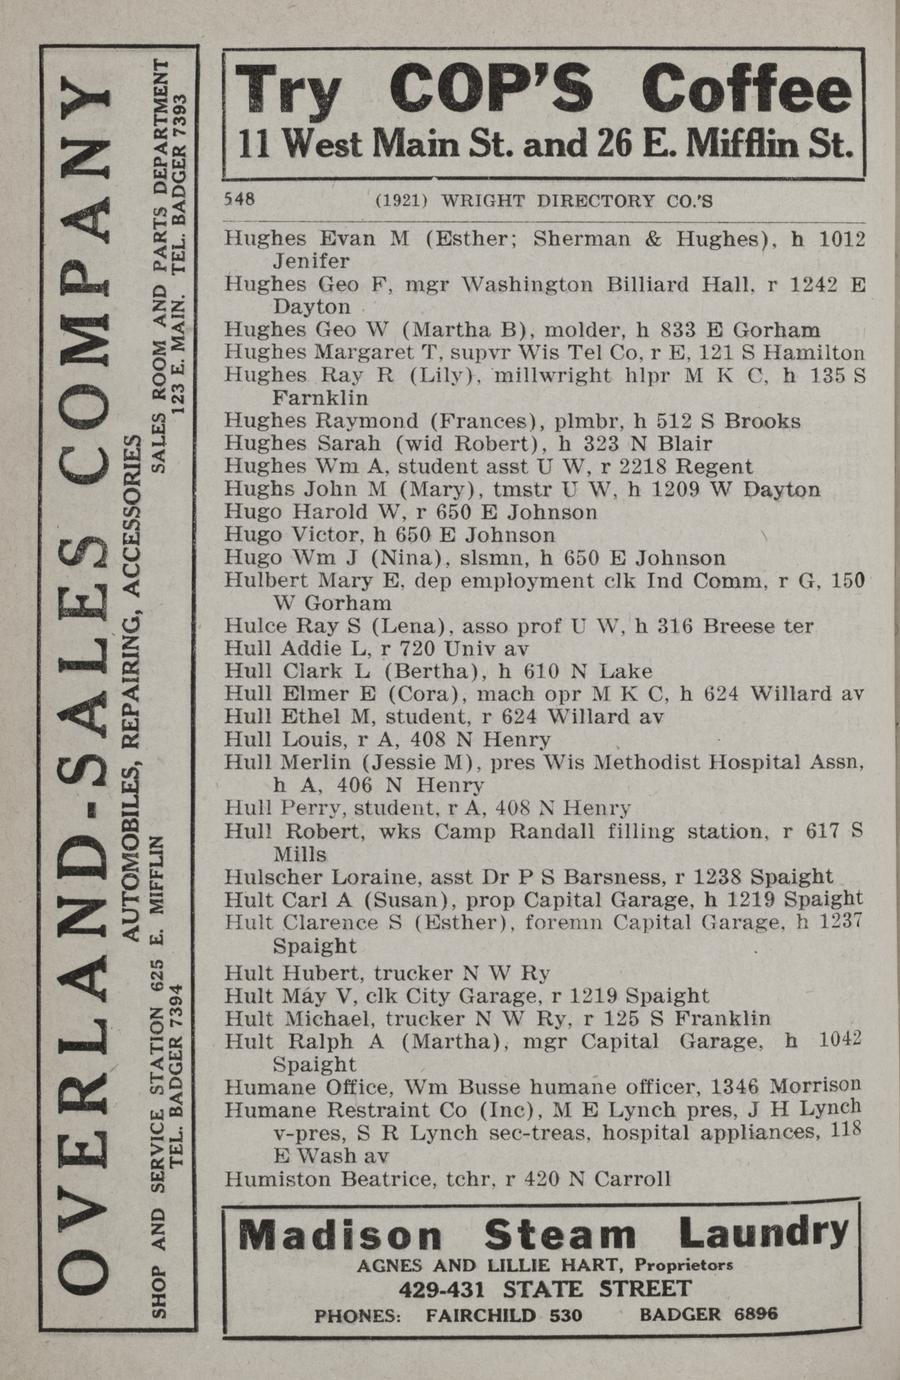 OVERLAND-SALES COMPANY
AUTOMOBILES, REPAIRING, ACCESSORIES
SHOP AND SERVICE STATION 625 E. MIFFLIN
TEL. BADGER 7394
SALES ROOM AND PARTS DEPARTMENT
123 E. MAIN. TEL. BADGER 7393
Try COP'S Coffee
11 West Main St. and 26 E. Mifflin St.
548 (1921) WRIGHT DIRECTORY CO.'S
Hughes Evan M (Esther; Sherman & Hughes), h 1012
Jenifer
Hughes Geo F, mgr Washington Billiard Hall, r 1242 E
Dayton
Hughes Geo W (Martha B), molder, h 833 E Gorham
Hughes Margaret T, supvr Wis Tel Co, r E, 121 S Hamilton
Hughes Ray R (Lily), millwright hlpr M K C, h 135 S
Farnklin
Hughes Raymond (Frances), plmbr, h 512 S Brooks
Hughes Sarah (wid Robert), h 323 N Blair
Hughes Wm A, student asst U W, r 2218 Regent
Hughs John M (Mary), tmstr U W, h 1209 W Dayton
Hugo Harold W, r 650 E Johnson
Hugo Victor, h 650 E Johnson
Hugo Wm J (Nina), slsmn, h 650 E Johnson
Hulbert Mary E, dep employment clk Ind Comm, r G, 150
W Gorham
Hulce Ray S (Lena), asso prof U W, h 316 Breese ter
Hull Addie L, r 720 Univ av
Hull Clark L (Bertha), h 610 N Lake
Hull Elmer E (Cora), mach opr M K C, h 624 Willard av
Hull Ethel M, student, r 624 Willard av
Hull Louis, r A, 408 N Henry
Hull Merlin (Jessie M), pres Wis Methodist Hospital Assn,
h A, 406 N Henry
Hull Perry, student, r A, 408 N Henry
Hull Robert, wks Camp Randall filling station, r 617 S
Mills
Hulscher Loraine, asst Dr P S Barsness, r 1238 Spaight
Hult Carl A (Susan), prop Capital Garage, h 1219 Spaight
Hult Clarence S (Esther), foremn Capital Garage, h 1237
Spaight
Hult Hubert, trucker N W Ry
Hult May V, clk City Garage, r 1219 Spaight
Hult Michael, trucker N W Ry, r 125 S Franklin
Hult Ralph A (Martha), mgr Capital Garage, h 1042
Spaight
Humane Office, Wm Busse humane officer, 1346 Morrison
Humane Restraint Co (Inc), M E Lynch pres, J H Lynch
v-pres, S R Lynch sec-treas, hospital appliances, 118
E Wash av
Humiston Beatrice, tchr, r 420 N Carroll
Madison Steam Laundry
AGNES AND LILLIE HART, Proprietors
429-431 STATE STREET
PHONES: FAIRCHILD 530 BADGER 6896